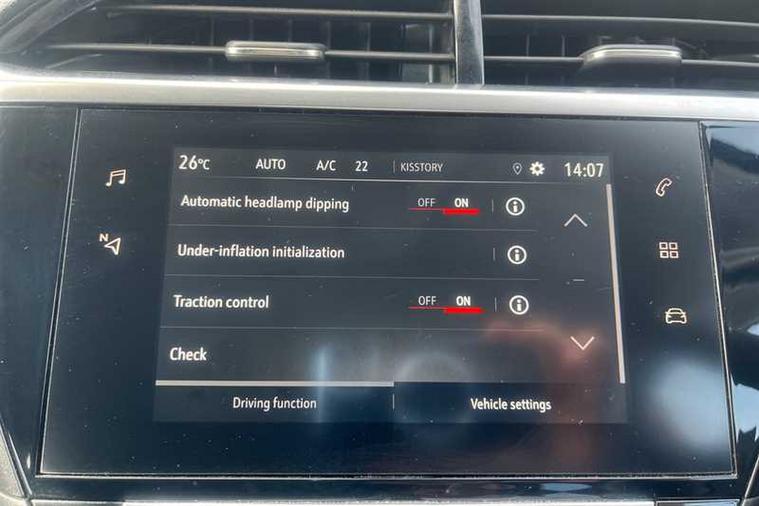 26°C AUTO A/C 22 KISSTORY 14:07
Automatic headlamp dipping OFF ON
N
Under-inflation initialization
Traction control OFF ON
Check
Driving function Vehicle settings